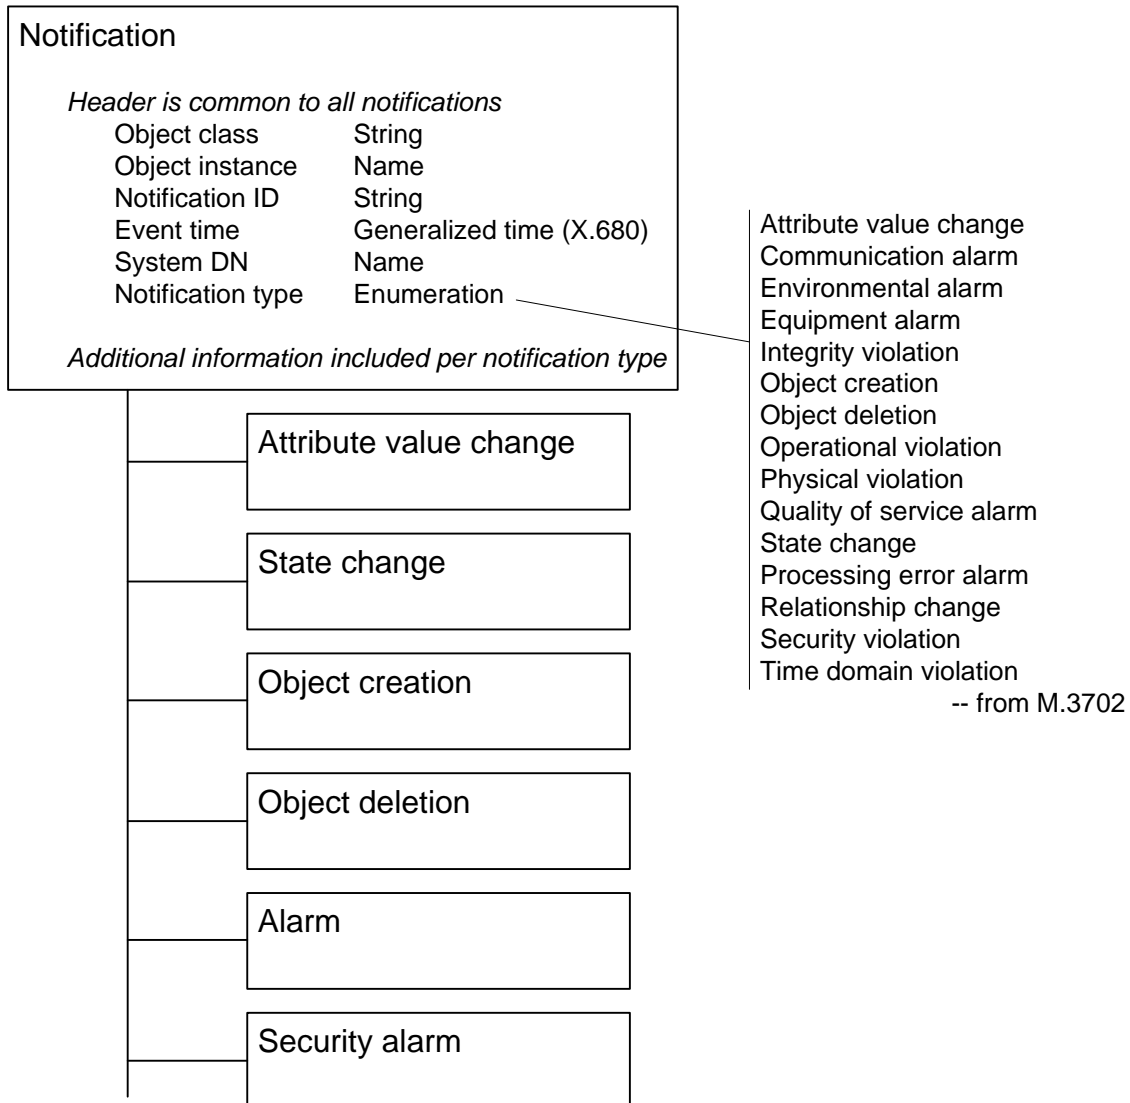 Notification
Header is common to all notifications
Object class String
Object instance Name
Notification ID String
Event time Generalized time (X.680)
System DN Name
Notification type Enumeration
Additional information included per notification type
Attribute value change
Communication alarm
Environmental alarm
Equipment alarm
Integrity violation
Object creation
Object deletion
Operational violation
Physical violation
Quality of service alarm
State change
Processing error alarm
Relationship change
Security violation
Time domain violation
-- from M.3702
Attribute value change
State change
Object creation
Object deletion
Alarm
Security alarm